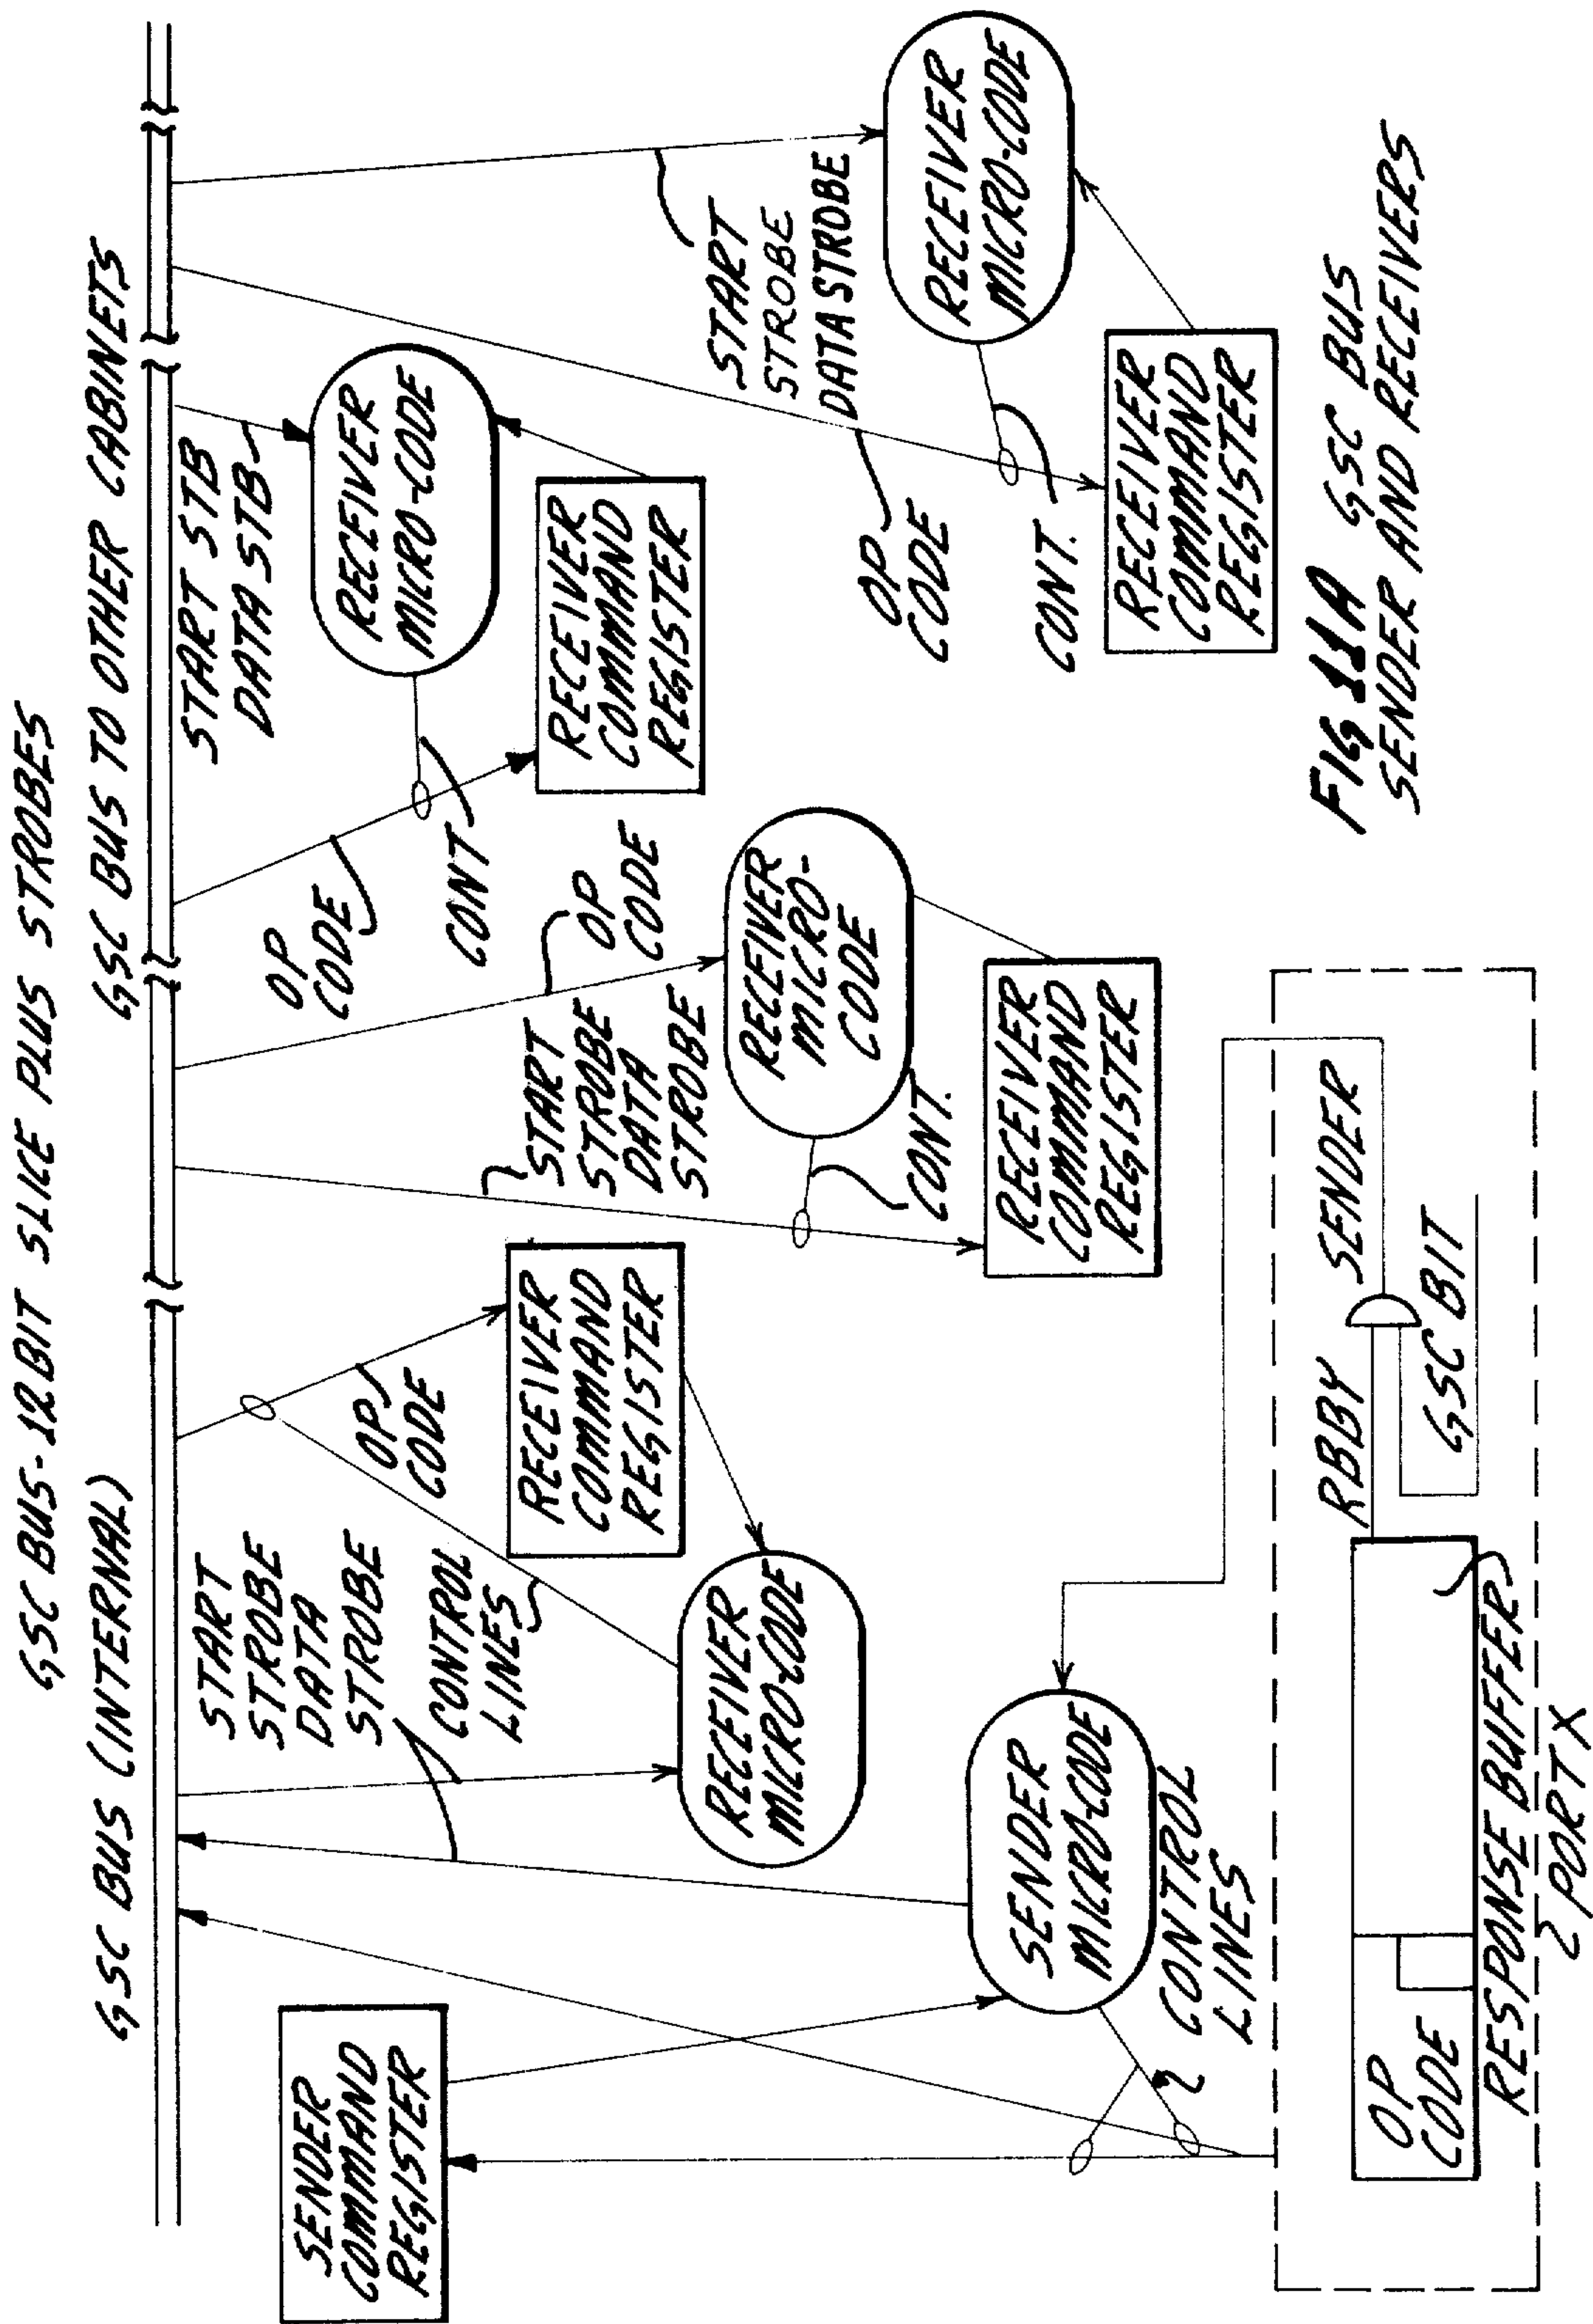 GSC BUS-12 BIT SLICE PLUS STROBES
GSC BUS (INTERNAL)
GSC BUS TO OTHER CABINETS
SENDER
COMMAND
REGISTER
START
STROBE
DATA
STROBE
CONTROL
LINES
OP
CODE
RECEIVER
COMMAND
REGISTER
RECEIVER
MICRO-CODE
SENDER
MICRO-CODE
CONTROL
LINES
START
STROBE
DATA
STROBE
OP
CODE
RECEIVER
MICRO-
CODE
CONT.
RECEIVER
COMMAND
REGISTER
OP
CODE
CONT
START STB
DATA STB
RECEIVER
MICRO-CODE
RECEIVER
COMMAND
REGISTER
START
STROBE
DATA STROBE
OP
CODE
CONT.
RECEIVER
MICRO-CODE
RECEIVER
COMMAND
REGISTER
OP
CODE
RESPONSE BUFFER
2 PORTX
RBBY
SENDER
GSC BIT
FIG 11A GSC BUS
SENDER AND RECEIVERS